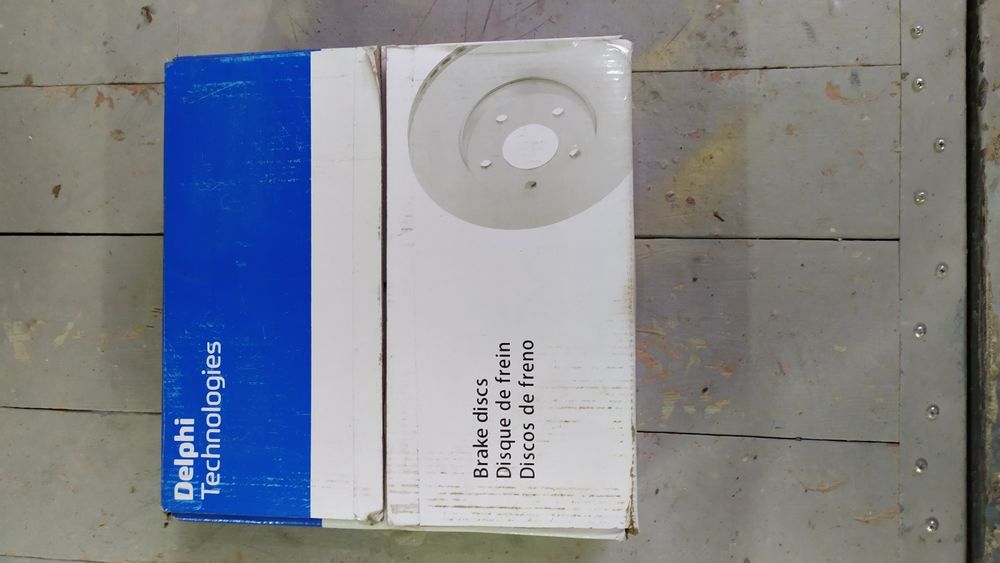 Delphi
Technologies
Brake discs
Disque de frein
Discos de freno